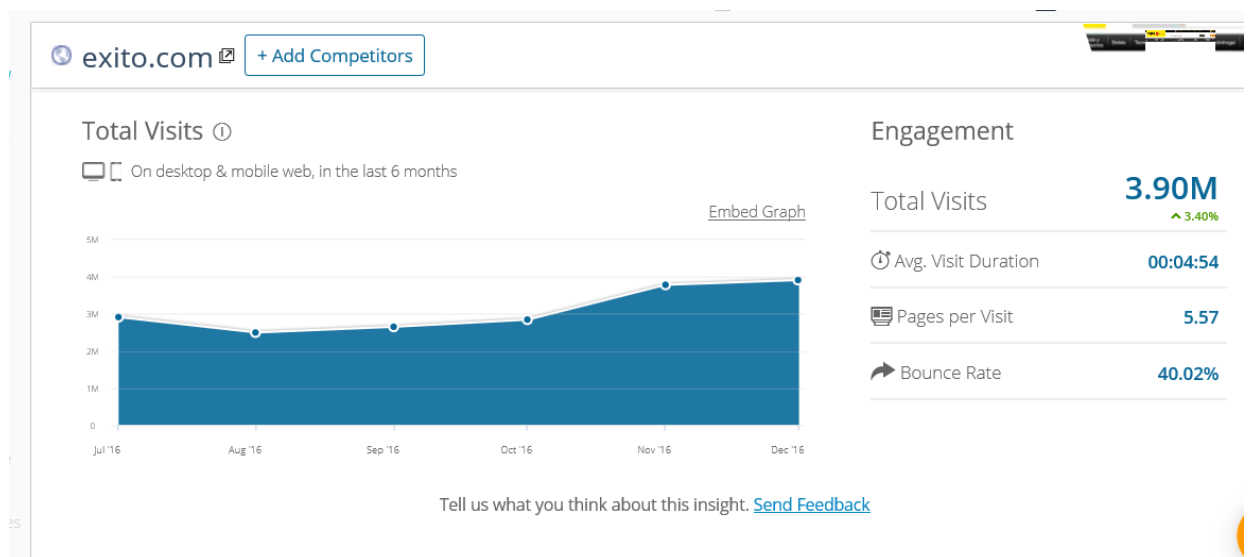 exito.com
+ Add Competitors
Total Visits
On desktop & mobile web, in the last 6 months
Embed Graph
5M
4M
3M
2M
1M
0
Jul '16
Aug '16
Sep '16
Oct '16
Nov '16
Dec '16
Engagement
Total Visits
3.90M
3.40%
Avg. Visit Duration
00:04:54
Pages per Visit
5.57
Bounce Rate
40.02%
Tell us what you think about this insight. Send Feedback